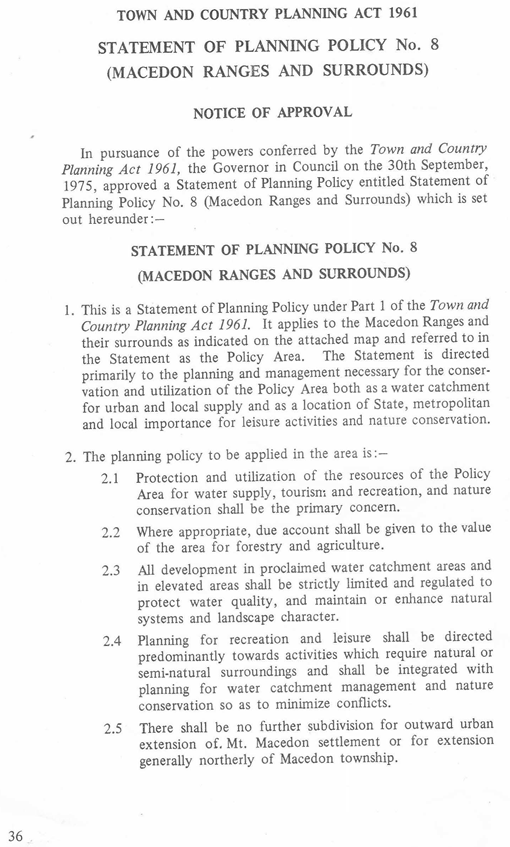 TOWN AND COUNTRY PLANNING ACT 1961
STATEMENT OF PLANNING POLICY No. 8
(MACEDON RANGES AND SURROUNDS)
NOTICE OF APPROVAL
In pursuance of the powers conferred by the Town and Country
Planning Act 1961, the Governor in Council on the 30th September,
1975, approved a Statement of Planning Policy entitled Statement of
Planning Policy No. 8 (Macedon Ranges and Surrounds) which is set
out hereunder:—
STATEMENT OF PLANNING POLICY No. 8
(MACEDON RANGES AND SURROUNDS)
1. This is a Statement of Planning Policy under Part 1 of the Town and
Country Planning Act 1961. It applies to the Macedon Ranges and
their surrounds as indicated on the attached map and referred to in
the Statement as the Policy Area. The Statement is directed
primarily to the planning and management necessary for the conser-
vation and utilization of the Policy Area both as a water catchment
for urban and local supply and as a location of State, metropolitan
and local importance for leisure activities and nature conservation.
2. The planning policy to be applied in the area is:—
2.1 Protection and utilization of the resources of the Policy
Area for water supply, tourism and recreation, and nature
conservation shall be the primary concern.
2.2 Where appropriate, due account shall be given to the value
of the area for forestry and agriculture.
2.3 All development in proclaimed water catchment areas and
in elevated areas shall be strictly limited and regulated to
protect water quality, and maintain or enhance natural
systems and landscape character.
2.4 Planning for recreation and leisure shall be directed
predominantly towards activities which require natural or
semi-natural surroundings and shall be integrated with
planning for water catchment management and nature
conservation so as to minimize conflicts.
2.5 There shall be no further subdivision for outward urban
extension of. Mt. Macedon settlement or for extension
generally northerly of Macedon township.
36